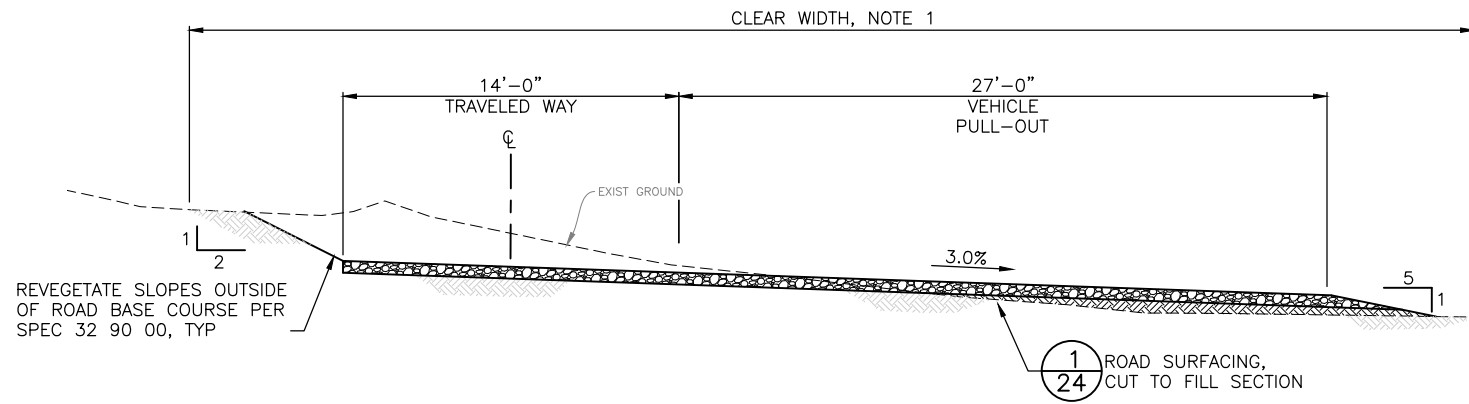 CLEAR WIDTH, NOTE 1
14'-0"
TRAVELED WAY
27'-0"
VEHICLE
PULL-OUT
℄
EXIST GROUND
1
2
3.0%
5
1
REVEGETATE SLOPES OUTSIDE
OF ROAD BASE COURSE PER
SPEC 32 90 00, TYP
1
24
ROAD SURFACING,
CUT TO FILL SECTION